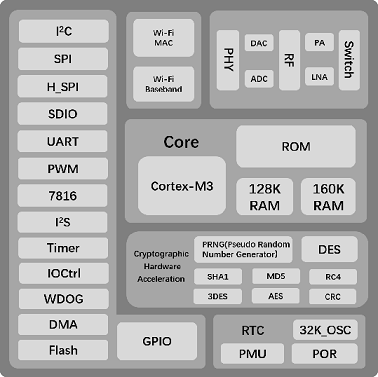 I²C
SPI
H_SPI
SDIO
UART
PWM
7816
I²S
Timer
IOCtrl
WDOG
DMA
Flash
Wi-Fi
MAC
Wi-Fi
Baseband
PHY
DAC
ADC
RF
PA
LNA
Switch
Core
Cortex-M3
ROM
128K
RAM
160K
RAM
Cryptographic
Hardware
Acceleration
PRNG(Pseudo Random
Number Generator)
DES
SHA1
MD5
RC4
3DES
AES
CRC
GPIO
RTC
32K_OSC
PMU
POR